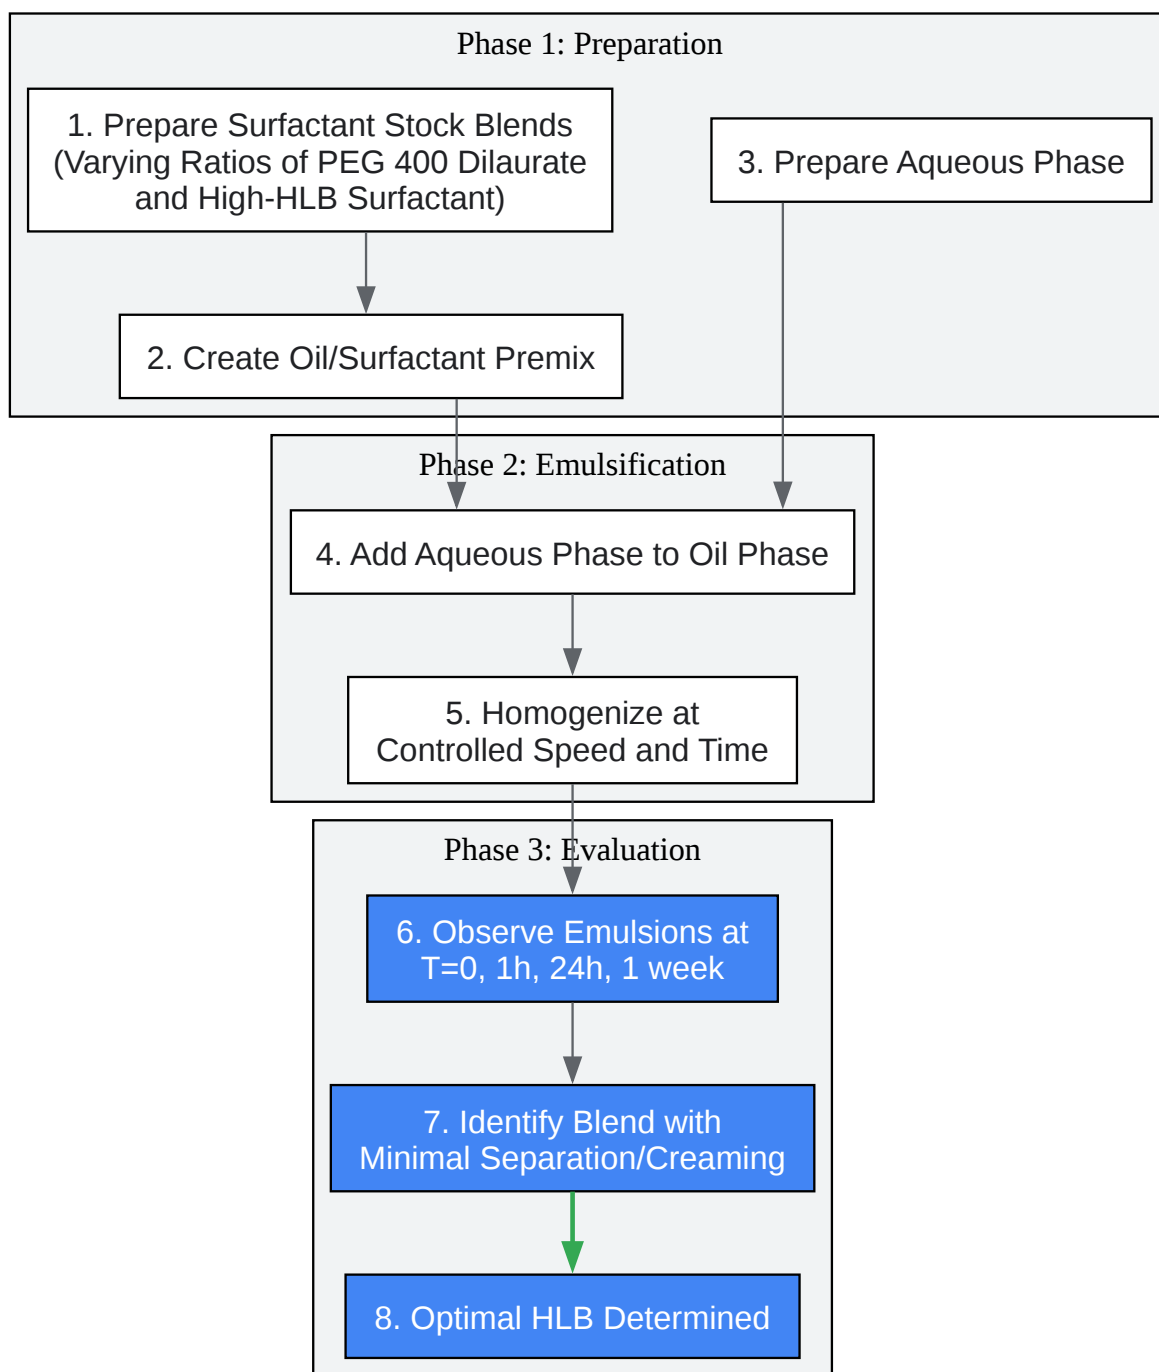 Phase 1: Preparation
1. Prepare Surfactant Stock Blends
(Varying Ratios of PEG 400 Dilaurate
and High-HLB Surfactant)
3. Prepare Aqueous Phase
2. Create Oil/Surfactant Premix
Phase 2: Emulsification
4. Add Aqueous Phase to Oil Phase
5. Homogenize at
Controlled Speed and Time
Phase 3: Evaluation
6. Observe Emulsions at
T=0, 1h, 24h, 1 week
7. Identify Blend with
Minimal Separation/Creaming
8. Optimal HLB Determined